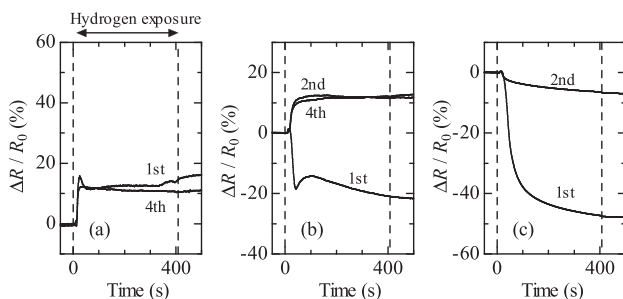 Hydrogen exposure
60
40
20
0
ΔR / R0 (%)
1st
4th
(a)
0
400
Time (s)
20
0
-20
-40
ΔR / R0 (%)
2nd
4th
1st
(b)
0
400
Time (s)
0
-20
-40
-60
ΔR / R0 (%)
2nd
1st
(c)
0
400
Time (s)